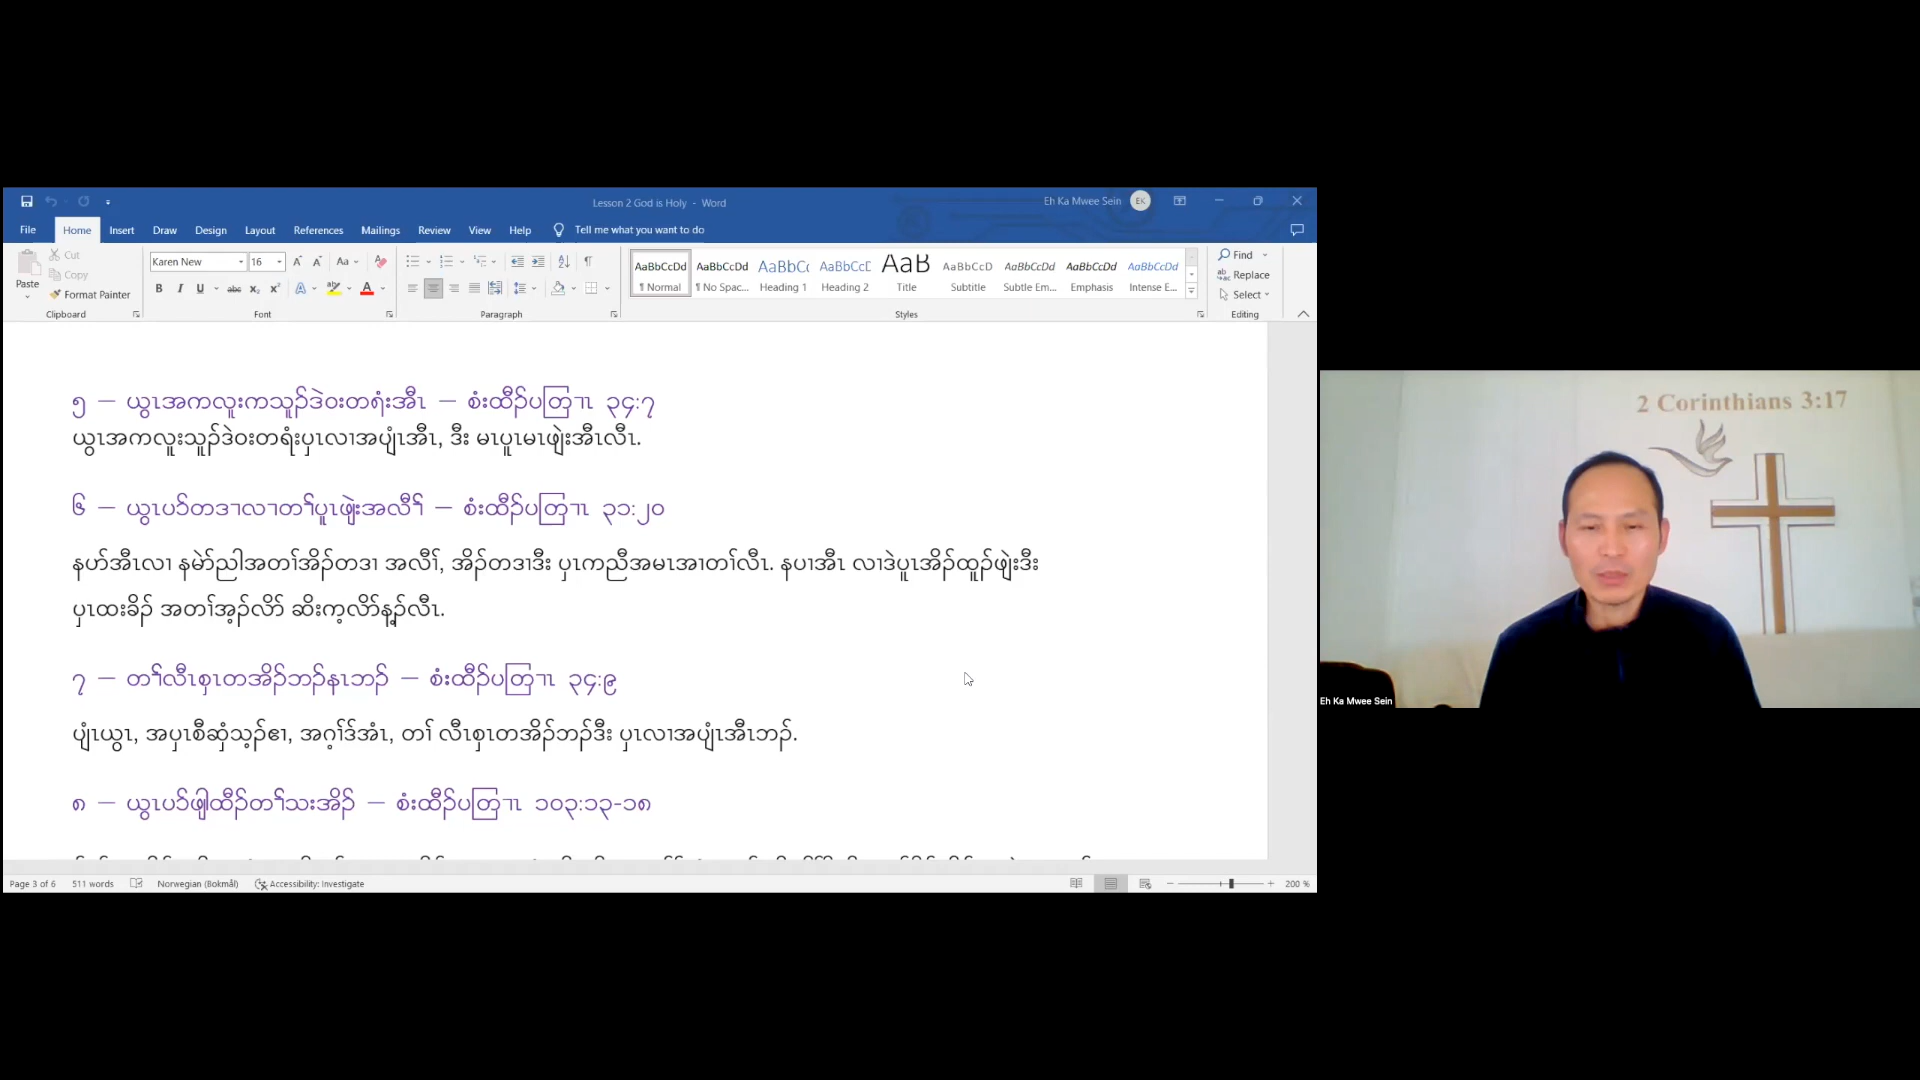 Lesson 2 God is Holy - Word
Eh Ka Mwee Sein
EK
File Home Insert Draw Design Layout References Mailings Review View Help Tell me what you want to do
Paste
Cut
Copy
Format Painter
Clipboard
Karen New 16
Font
Paragraph
AaBbCcDd ¶ Normal
AaBbCcDd ¶ No Spac...
AaBbCc Heading 1
AaBbCcC Heading 2
AaB Title
AaBbCcD Subtitle
AaBbCcDd Subtle Em...
AaBbCcDd Emphasis
AaBbCcDd Intense E...
Styles
Find
Replace
Select
Editing
၅ — ယွၤအကလူးကသူၣ်ဒဲဝးတရံးအီၤ — စံးထီၣ်ပတြၢၤ ၃၄:၇
ယွၤအကလူးသူၣ်ဒဲဝးတရံးပှၤလၢအပျံၤအီၤ, ဒီး မၤပူၤမၤဖျဲးအီၤလီၤ.
၆ — ယွၤပာ်တဒၢလၢတၢ်ပူၤဖျဲးအလီၢ် — စံးထီၣ်ပတြၢၤ ၃၁:၂၀
နဟ်အီၤလၢ နမဲာ်ညါအတၢ်အိၣ်တဒၢ အလီၢ်, အိၣ်တဒၢဒီး ပှၤကညီအမၤအၢတၢ်လီၤ. နပၢအီၤ လၢဒဲပူၤအိၣ်ထူၣ်ဖျဲးဒီး
ပှၤထးခိၣ် အတၢ်အ့ၣ်လိာ် ဆိးက့လိာ်န့ၣ်လီၤ.
၇ — တၢ်လီၤစှၤတအိၣ်ဘၣ်နၤဘၣ် — စံးထီၣ်ပတြၢၤ ၃၄:၉
ပျံၤယွၤ, အပှၤစီဆှံသ့ၣ်ဧၢ, အဂ့ၢ်ဒ်အံၤ, တၢ် လီၤစှၤတအိၣ်ဘၣ်ဒီး ပှၤလၢအပျံၤအီၤဘၣ်.
၈ — ယွၤပာ်ဖျါထီၣ်တၢ်သးအိၣ် — စံးထီၣ်ပတြၢၤ ၁၀၃:၁၃-၁၈
Page 3 of 6 511 words Norwegian (Bokmål) Accessibility: Investigate 200 %
2 Corinthians 3:17
Eh Ka Mwee Sein